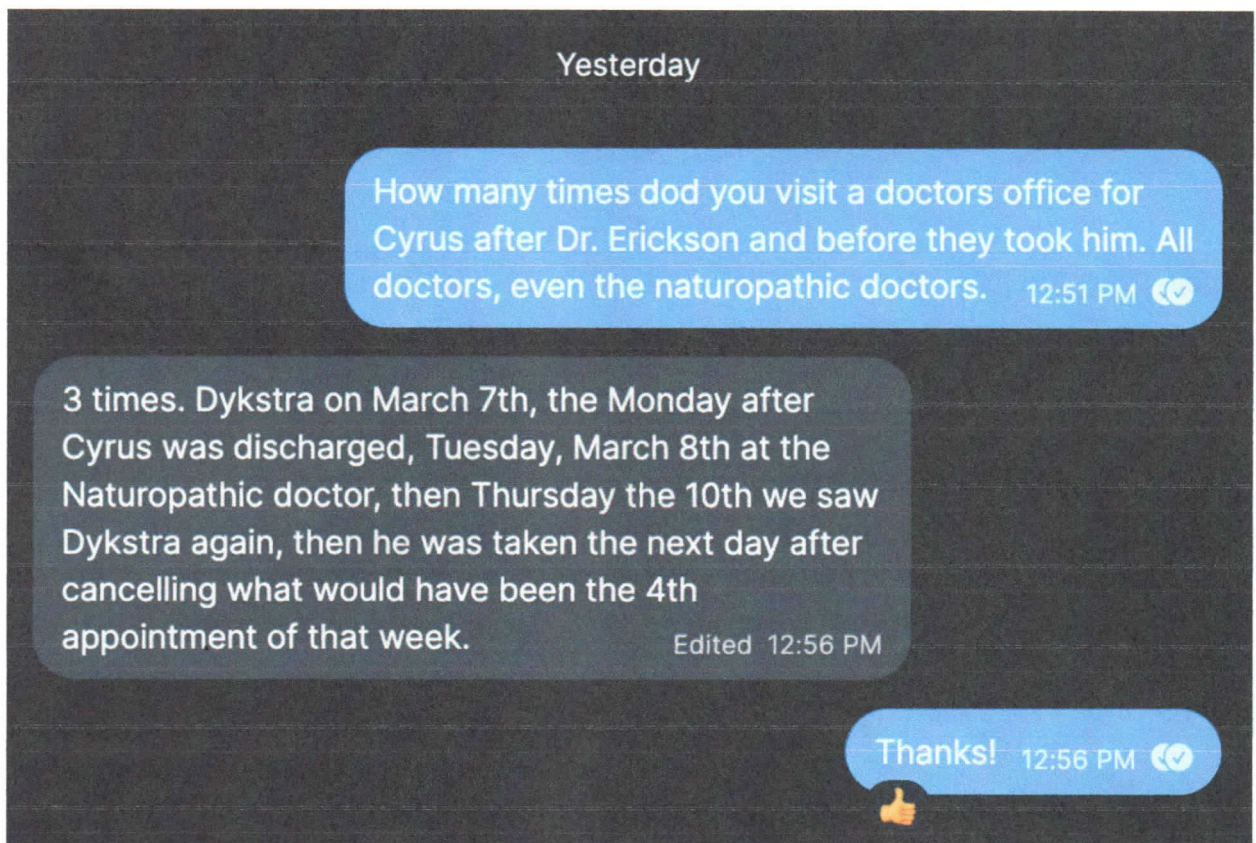 Yesterday
How many times dod you visit a doctors office for
Cyrus after Dr. Erickson and before they took him. All
doctors, even the naturopathic doctors. 12:51 PM
3 times. Dykstra on March 7th, the Monday after
Cyrus was discharged, Tuesday, March 8th at the
Naturopathic doctor, then Thursday the 10th we saw
Dykstra again, then he was taken the next day after
cancelling what would have been the 4th
appointment of that week. Edited 12:56 PM
Thanks! 12:56 PM